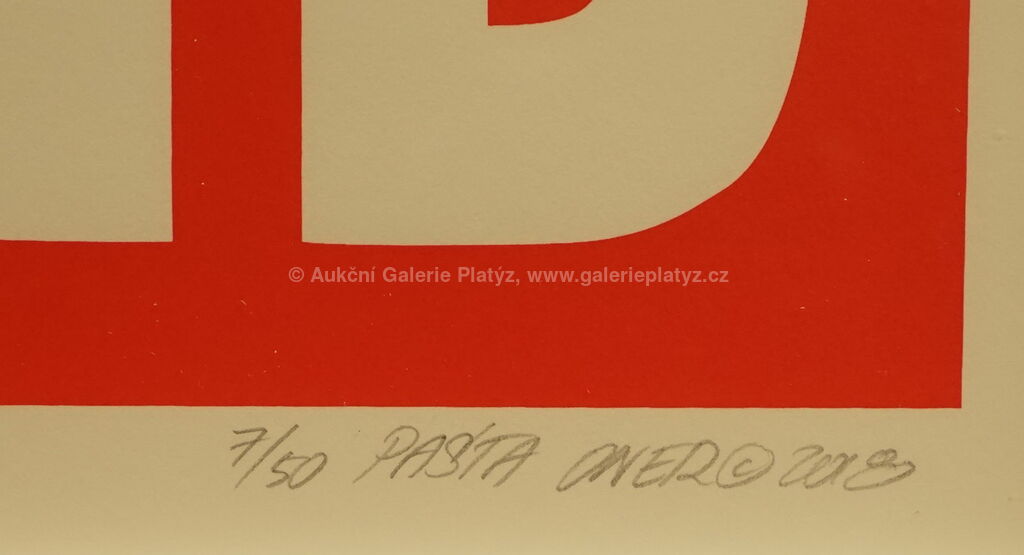 © Aukční Galerie Platýz, www.galerieplatyz.cz
7/50 PASTA ONER © 2018